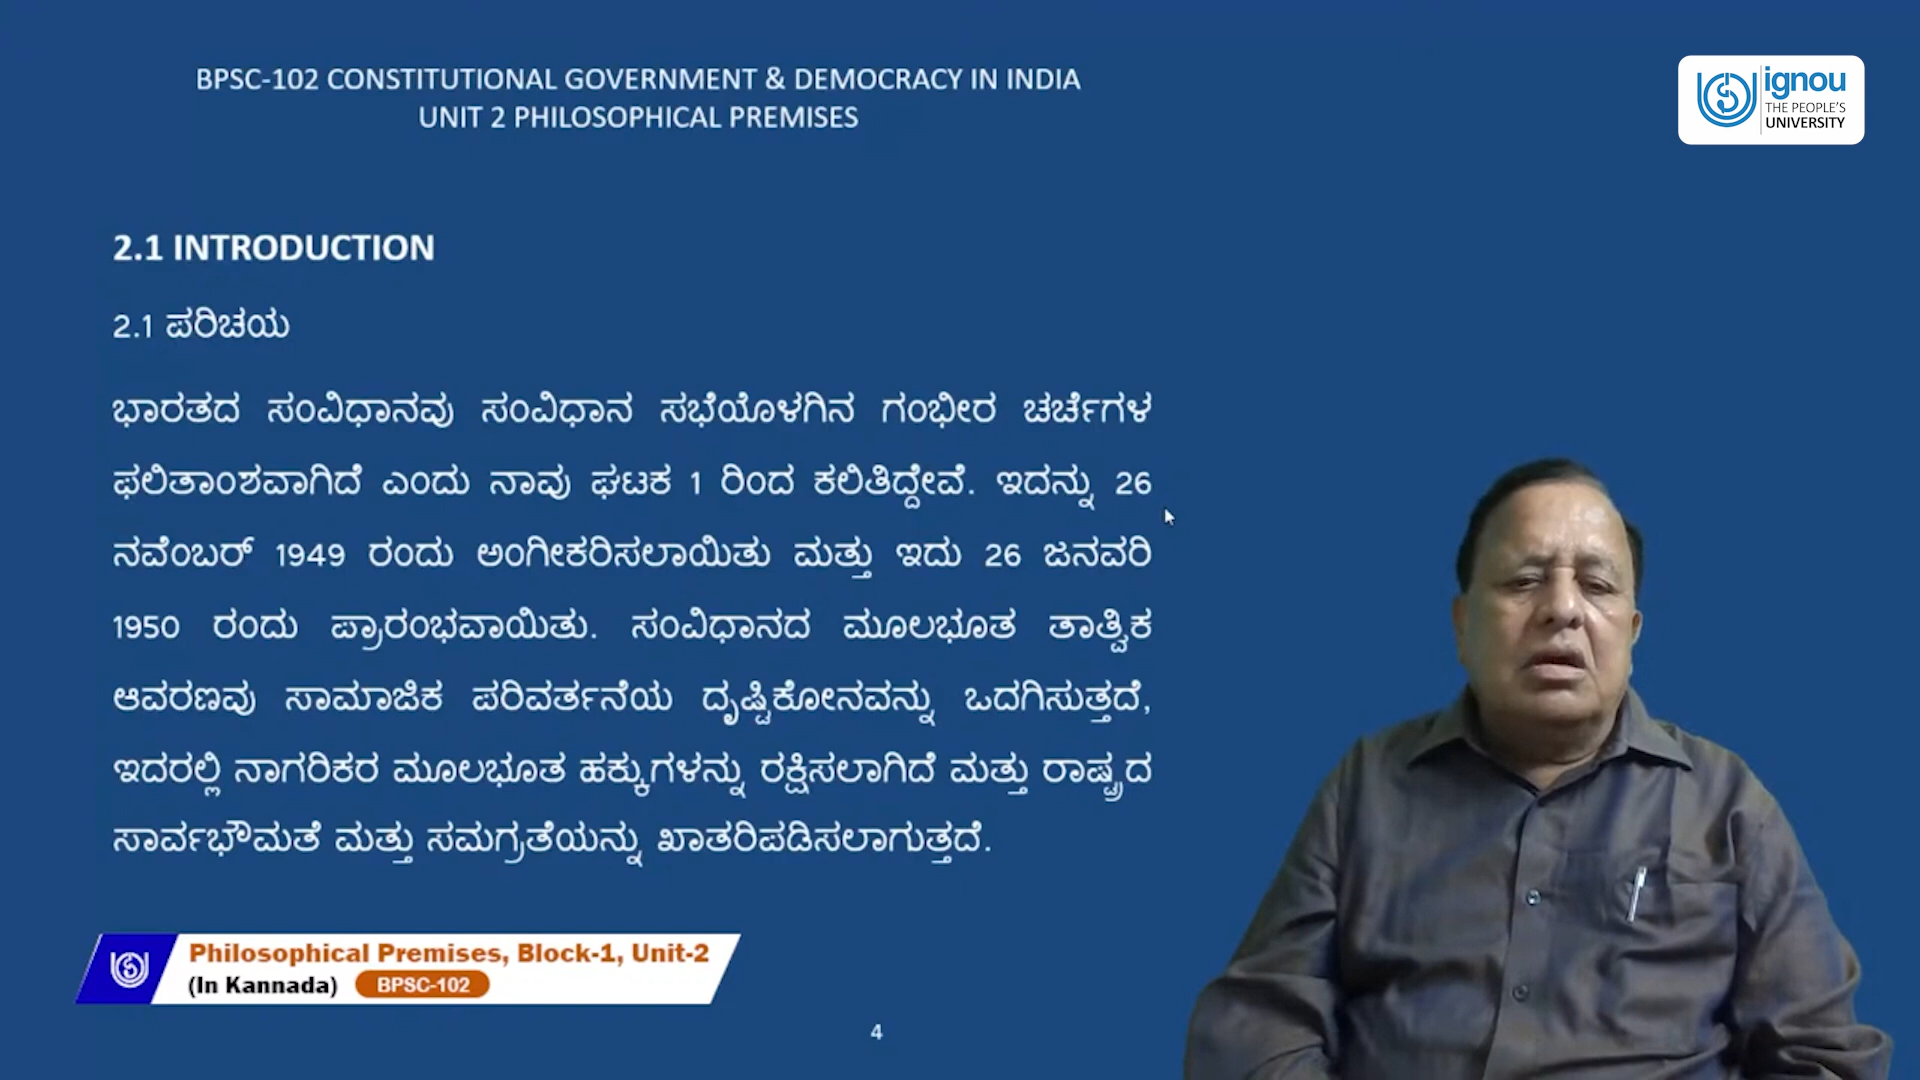 BPSC-102 CONSTITUTIONAL GOVERNMENT & DEMOCRACY IN INDIA
UNIT 2 PHILOSOPHICAL PREMISES
ignou
THE PEOPLE'S
UNIVERSITY
2.1 INTRODUCTION
2.1 ಪರಿಚಯ
ಭಾರತದ ಸಂವಿಧಾನವು ಸಂವಿಧಾನ ಸಭೆಯೊಳಗಿನ ಗಂಭೀರ ಚರ್ಚೆಗಳ
ಫಲಿತಾಂಶವಾಗಿದೆ ಎಂದು ನಾವು ಘಟಕ 1 ರಿಂದ ಕಲಿತಿದ್ದೇವೆ. ಇದನ್ನು 26
ನವೆಂಬರ್ 1949 ರಂದು ಅಂಗೀಕರಿಸಲಾಯಿತು ಮತ್ತು ಇದು 26 ಜನವರಿ
1950 ರಂದು ಪ್ರಾರಂಭವಾಯಿತು. ಸಂವಿಧಾನದ ಮೂಲಭೂತ ತಾತ್ವಿಕ
ಆವರಣವು ಸಾಮಾಜಿಕ ಪರಿವರ್ತನೆಯ ದೃಷ್ಟಿಕೋನವನ್ನು ಒದಗಿಸುತ್ತದೆ,
ಇದರಲ್ಲಿ ನಾಗರಿಕರ ಮೂಲಭೂತ ಹಕ್ಕುಗಳನ್ನು ರಕ್ಷಿಸಲಾಗಿದೆ ಮತ್ತು ರಾಷ್ಟ್ರದ
ಸಾರ್ವಭೌಮತೆ ಮತ್ತು ಸಮಗ್ರತೆಯನ್ನು ಖಾತರಿಪಡಿಸಲಾಗುತ್ತದೆ.
Philosophical Premises, Block-1, Unit-2
(In Kannada) BPSC-102
4